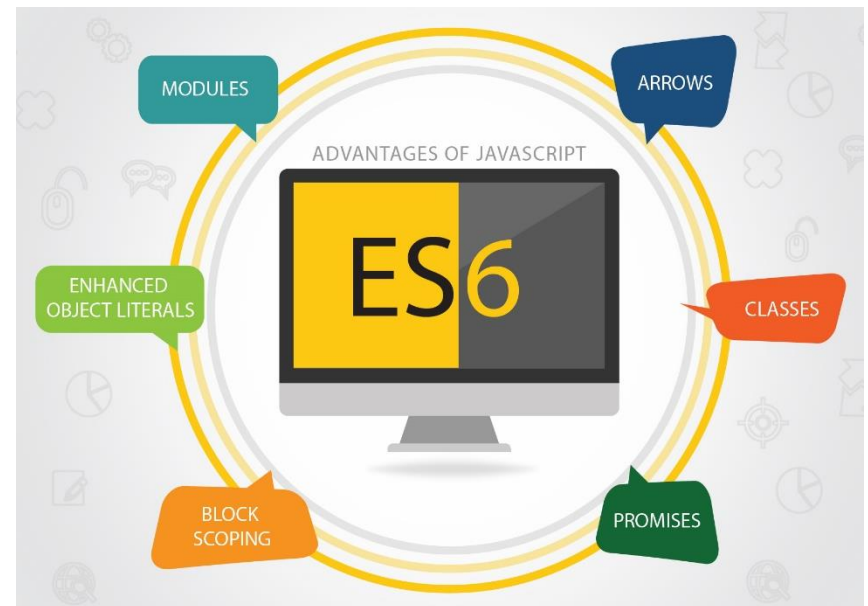 MODULES
ARROWS
ADVANTAGES OF JAVASCRIPT
ES6
ENHANCED
OBJECT LITERALS
CLASSES
BLOCK
SCOPING
PROMISES